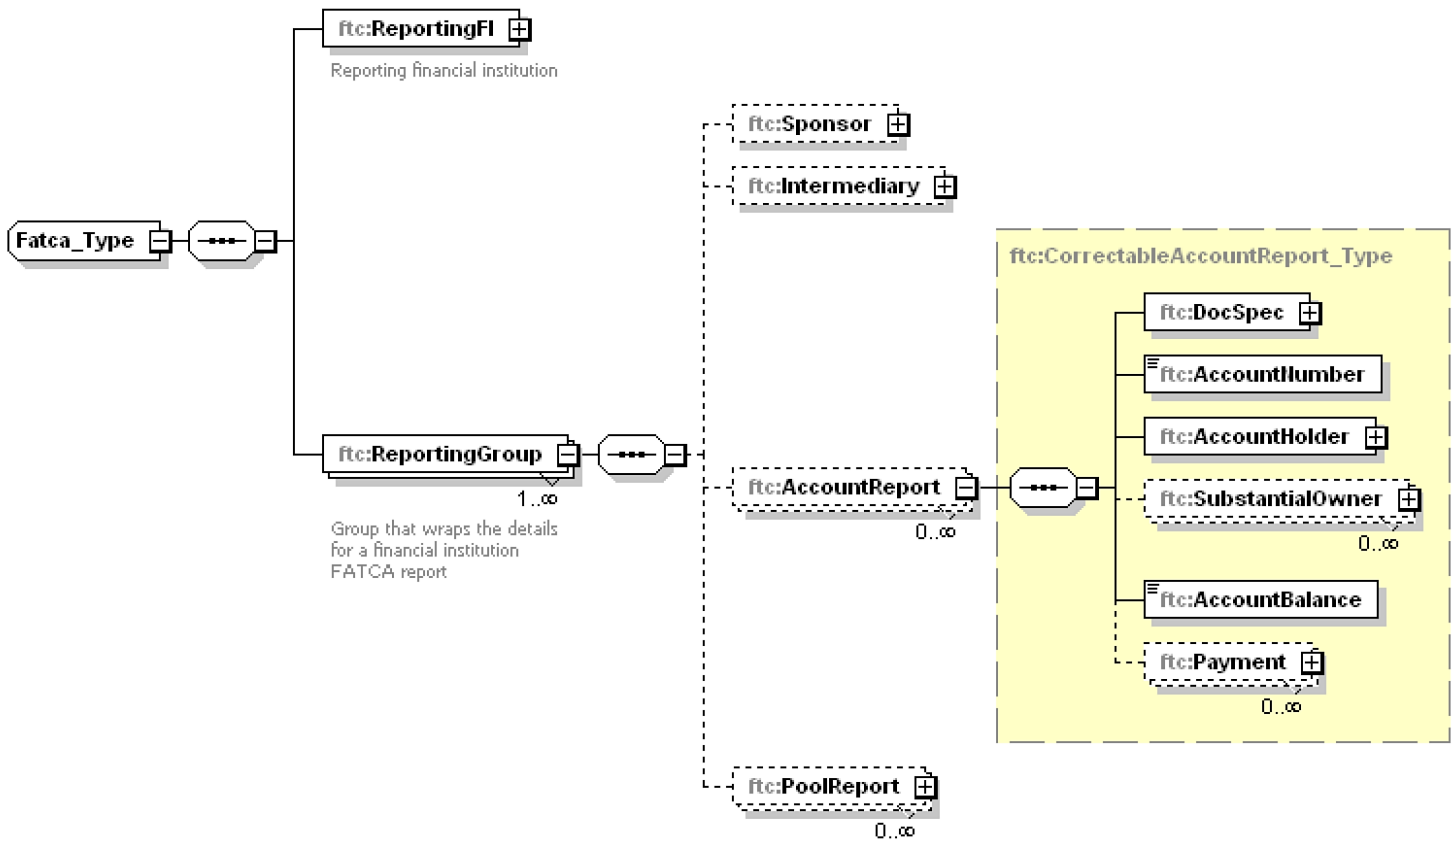 ftc:ReportingFI
Reporting financial institution
ftc:Sponsor
ftc:Intermediary
Fatca_Type
ftc:CorrectableAccountReport_Type
ftc:DocSpec
ftc:AccountNumber
ftc:AccountHolder
ftc:ReportingGroup
1..∞
Group that wraps the details
for a financial institution
FATCA report
ftc:AccountReport
0..∞
ftc:SubstantialOwner
0..∞
ftc:AccountBalance
ftc:Payment
0..∞
ftc:PoolReport
0..∞